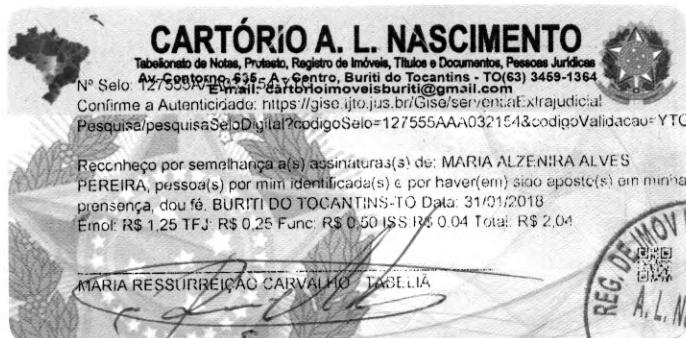 CARTÓRIO A. L. NASCIMENTO
Tabelionato de Notas, Protesto, Registro de Imóveis, Títulos e Documentos, Pessoas Jurídicas
Av. Contorno, 635 - A - Centro, Buriti do Tocantins - TO(63) 3459-1364
Nº Selo: 127555A
E-mail: cartorioimoveisburiti@gmail.com
Confirme a Autenticidade: https://gise.tjto.jus.br/Gise/serventiaExtrajudicial
Pesquisa/pesquisaSeloDigital?codigoSelo=127555AAA032154&codigoValidacao=YTC
Reconheço por semelhança a(s) assinaturas(s) de: MARIA ALZENIRA ALVES
PEREIRA, pessoa(s) por mim identificada(s) e por haver(em) sido aposto(s) em minha
prensença, dou fé. BURITI DO TOCANTINS-TO Data: 31/01/2018
Emol: R$ 1,25 TFJ: R$ 0,25 Func: R$ 0,50 ISS:R$ 0,04 Total: R$ 2,04
MARIA RESSURREIÇÃO CARVALHO - TABELIÃ
REG. DE IMOV
A. L. N